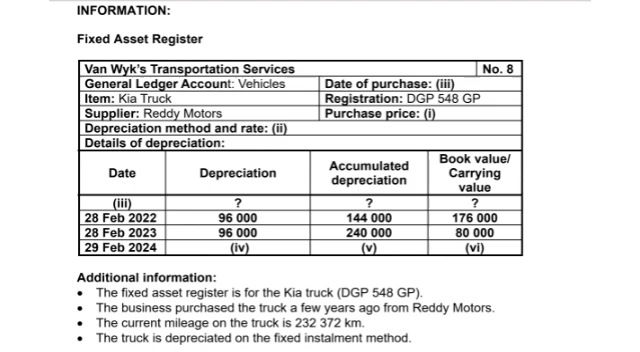 INFORMATION:
Fixed Asset Register
Van Wyk's Transportation Services No. 8
General Ledger Account: Vehicles Date of purchase: (iii)
Item: Kia Truck Registration: DGP 548 GP
Supplier: Reddy Motors Purchase price: (i)
Depreciation method and rate: (ii)
Details of depreciation:
Date Depreciation Accumulated depreciation Book value/ Carrying value
(iii) ? ? ?
28 Feb 2022 96 000 144 000 176 000
28 Feb 2023 96 000 240 000 80 000
29 Feb 2024 (iv) (v) (vi)
Additional information:
• The fixed asset register is for the Kia truck (DGP 548 GP).
• The business purchased the truck a few years ago from Reddy Motors.
• The current mileage on the truck is 232 372 km.
• The truck is depreciated on the fixed instalment method.